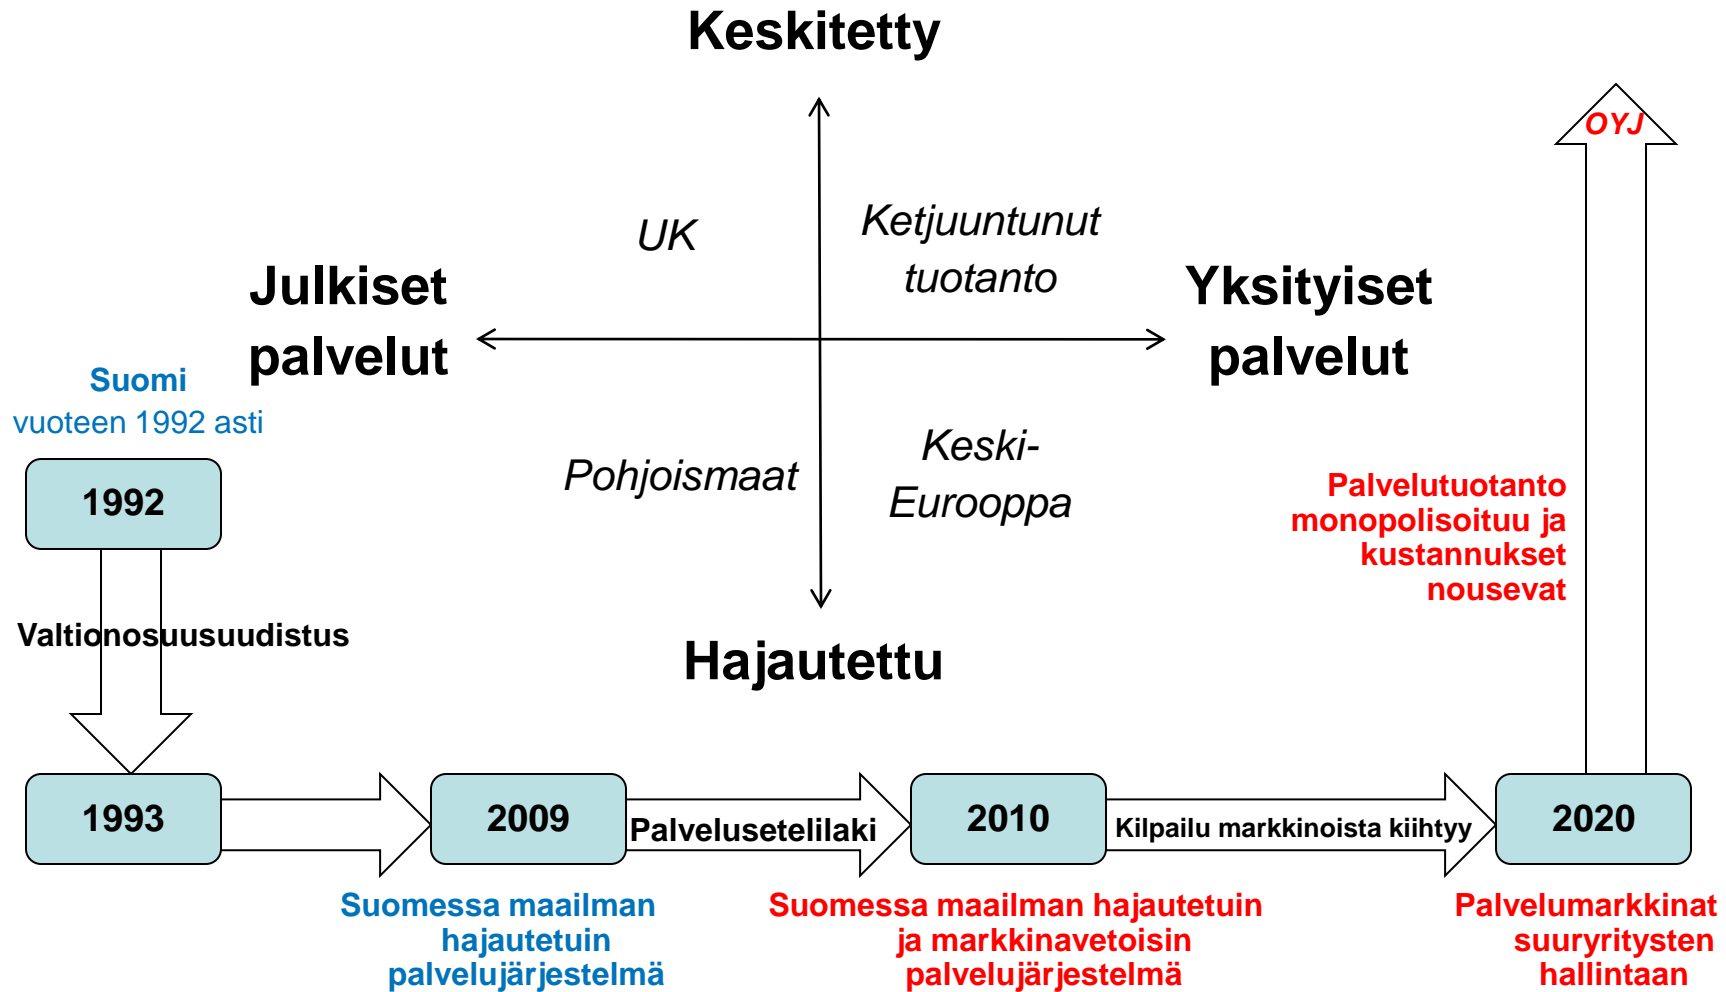 Keskitetty
OYJ
UK
Ketjuuntunut
tuotanto
Julkiset
palvelut
Yksityiset
palvelut
Suomi
vuoteen 1992 asti
1992
Pohjoismaat
Keski-
Eurooppa
Palvelutuotanto
monopolisoituu ja
kustannukset
nousevat
Valtionosuusuudistus
Hajautettu
1993
2009
Palvelusetelilaki
2010
Kilpailu markkinoista kiihtyy
2020
Suomessa maailman
hajautetuin
palvelujärjestelmä
Suomessa maailman hajautetuin
ja markkinavetoisin
palvelujärjestelmä
Palvelumarkkinat
suuryritysten
hallintaan